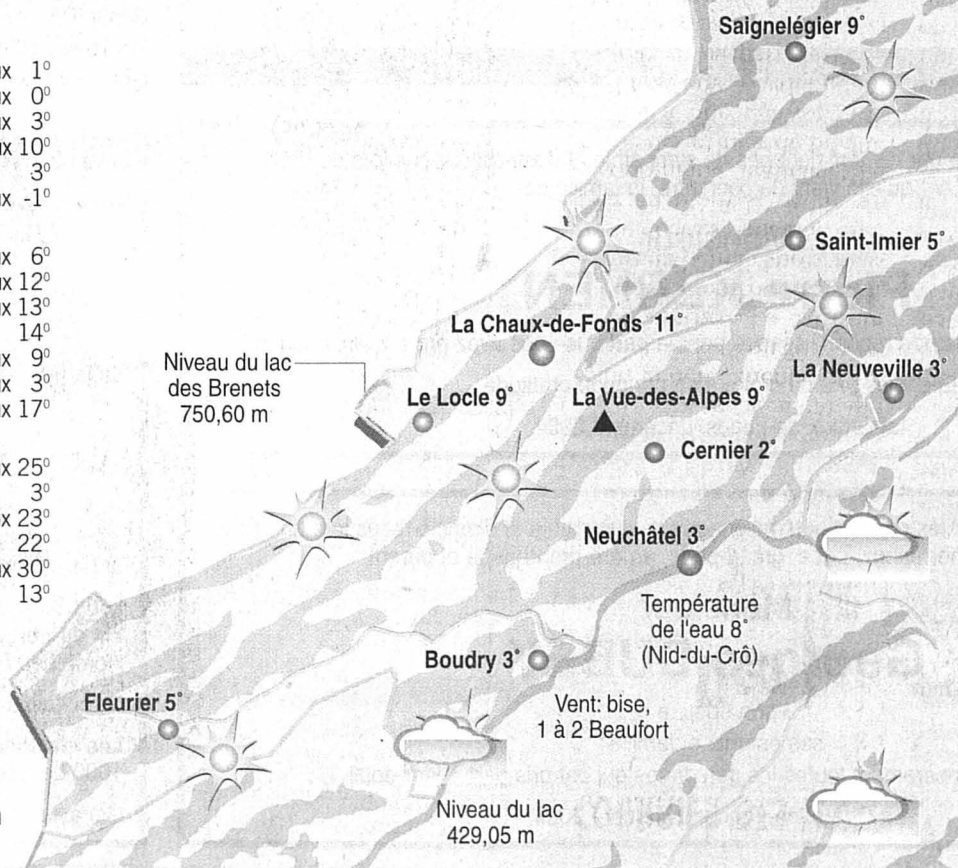 1°
0°
3°
10°
3°
-1°
6°
12°
13°
14°
9°
3°
17°
25°
3°
23°
22°
30°
13°
Saignelégier 9°
Saint-Imier 5°
La Chaux-de-Fonds 11°
La Neuveville 3°
Niveau du lac
des Brenets
750,60 m
Le Locle 9°
La Vue-des-Alpes 9°
Cernier 2°
Neuchâtel 3°
Température
de l'eau 8°
(Nid-du-Crô)
Boudry 3°
Fleurier 5°
Vent: bise,
1 à 2 Beaufort
Niveau du lac
429,05 m